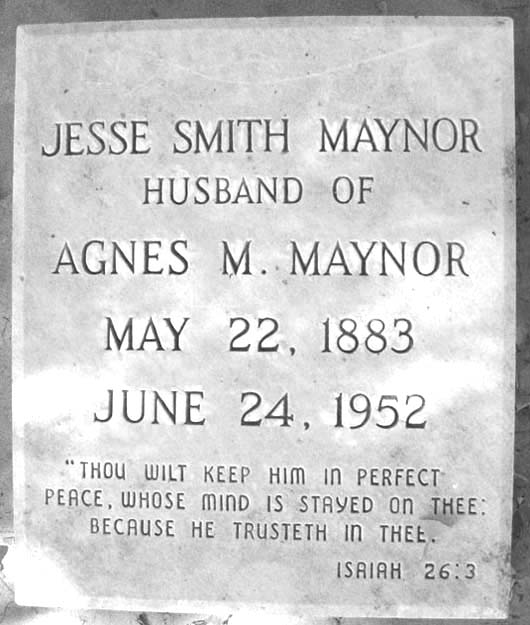 JESSE SMITH MAYNOR
HUSBAND OF
AGNES M. MAYNOR
MAY 22, 1883
JUNE 24, 1952
"THOU WILT KEEP HIM IN PERFECT
PEACE, WHOSE MIND IS STAYED ON THEE:
BECAUSE HE TRUSTETH IN THEE.
ISAIAH 26:3